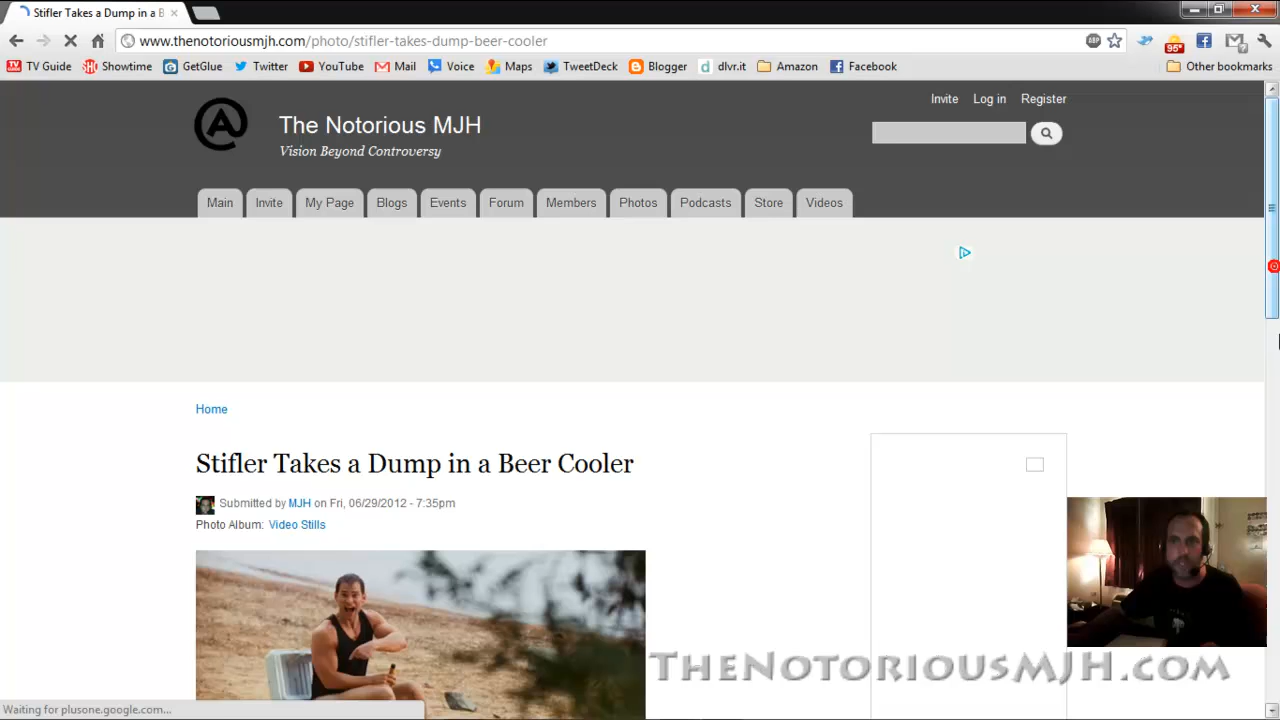 Stifler Takes a Dump in a B
www.thenotoriousmjh.com/photo/stifler-takes-dump-beer-cooler
ABP
95°
TV Guide
Showtime
GetGlue
Twitter
YouTube
Mail
Voice
Maps
TweetDeck
Blogger
dlvr.it
Amazon
Facebook
Other bookmarks
Invite Log in Register
The Notorious MJH
Vision Beyond Controversy
Main Invite My Page Blogs Events Forum Members Photos Podcasts Store Videos
Home
Stifler Takes a Dump in a Beer Cooler
Submitted by MJH on Fri, 06/29/2012 - 7:35pm
Photo Album: Video Stills
TheNotoriousMJH.com
Waiting for plusone.google.com...